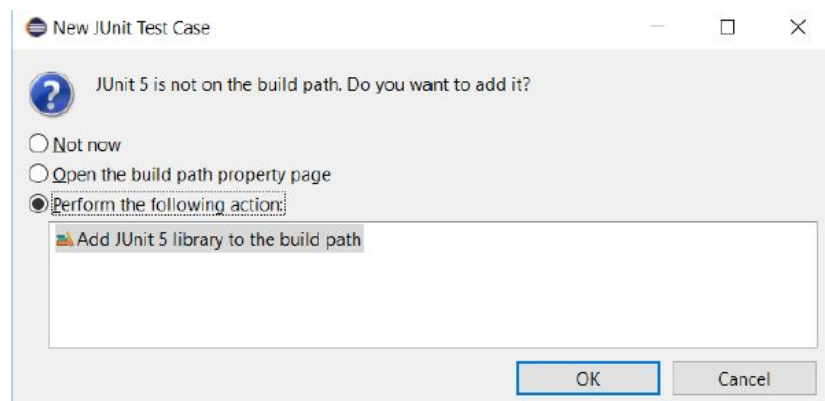 New JUnit Test Case
JUnit 5 is not on the build path. Do you want to add it?
Not now
Open the build path property page
Perform the following action:
Add JUnit 5 library to the build path
OK
Cancel